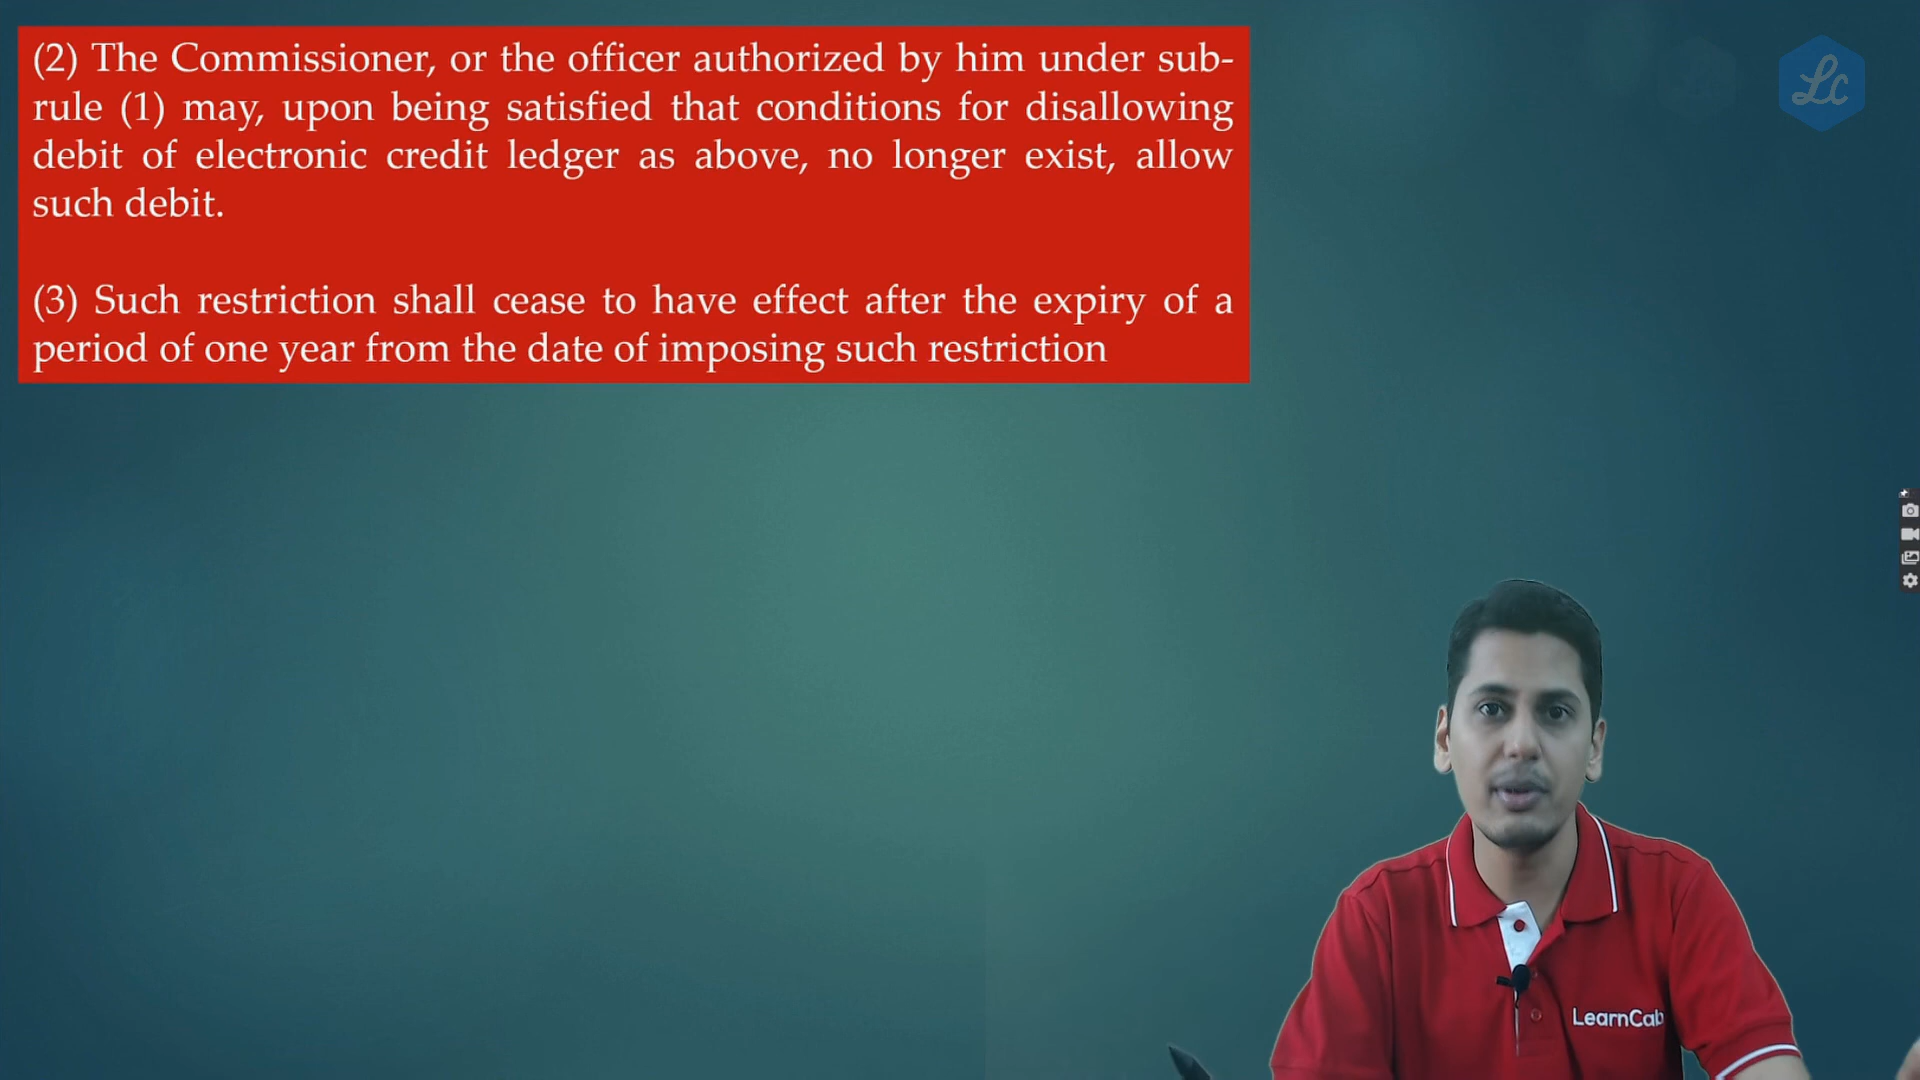 (2) The Commissioner, or the officer authorized by him under sub-
rule (1) may, upon being satisfied that conditions for disallowing
debit of electronic credit ledger as above, no longer exist, allow
such debit.
(3) Such restriction shall cease to have effect after the expiry of a
period of one year from the date of imposing such restriction
Lc
LearnCab